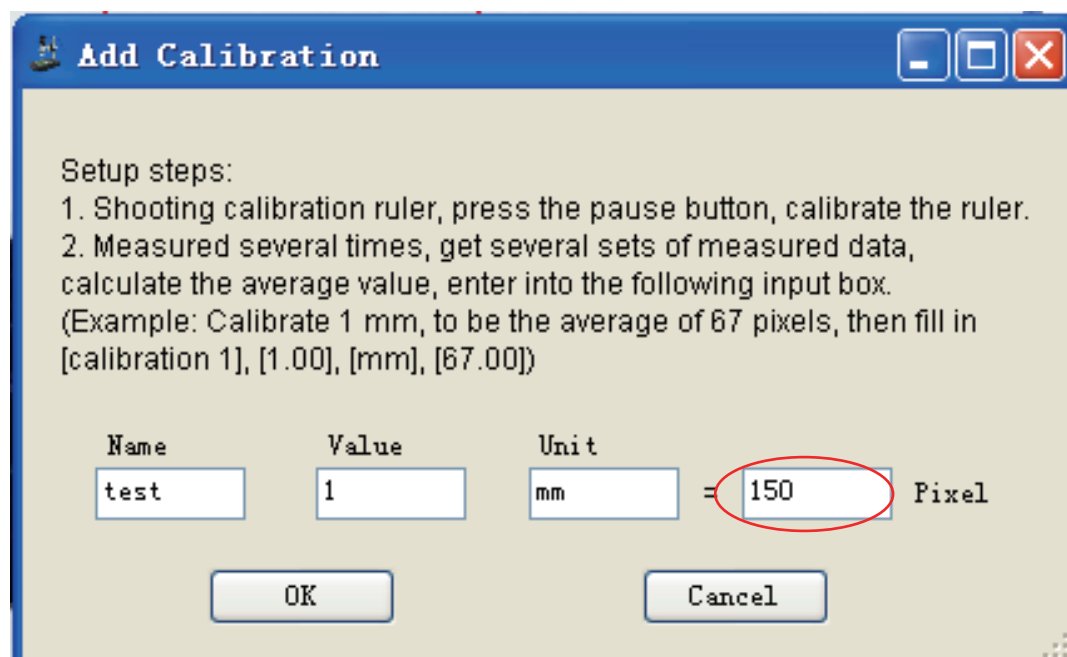 Add Calibration
Setup steps:
1. Shooting calibration ruler, press the pause button, calibrate the ruler.
2. Measured several times, get several sets of measured data,
calculate the average value, enter into the following input box.
(Example: Calibrate 1 mm, to be the average of 67 pixels, then fill in
[calibration 1], [1.00], [mm], [67.00])
Name Value Unit
test 1 mm = 150 Pixel
OK Cancel